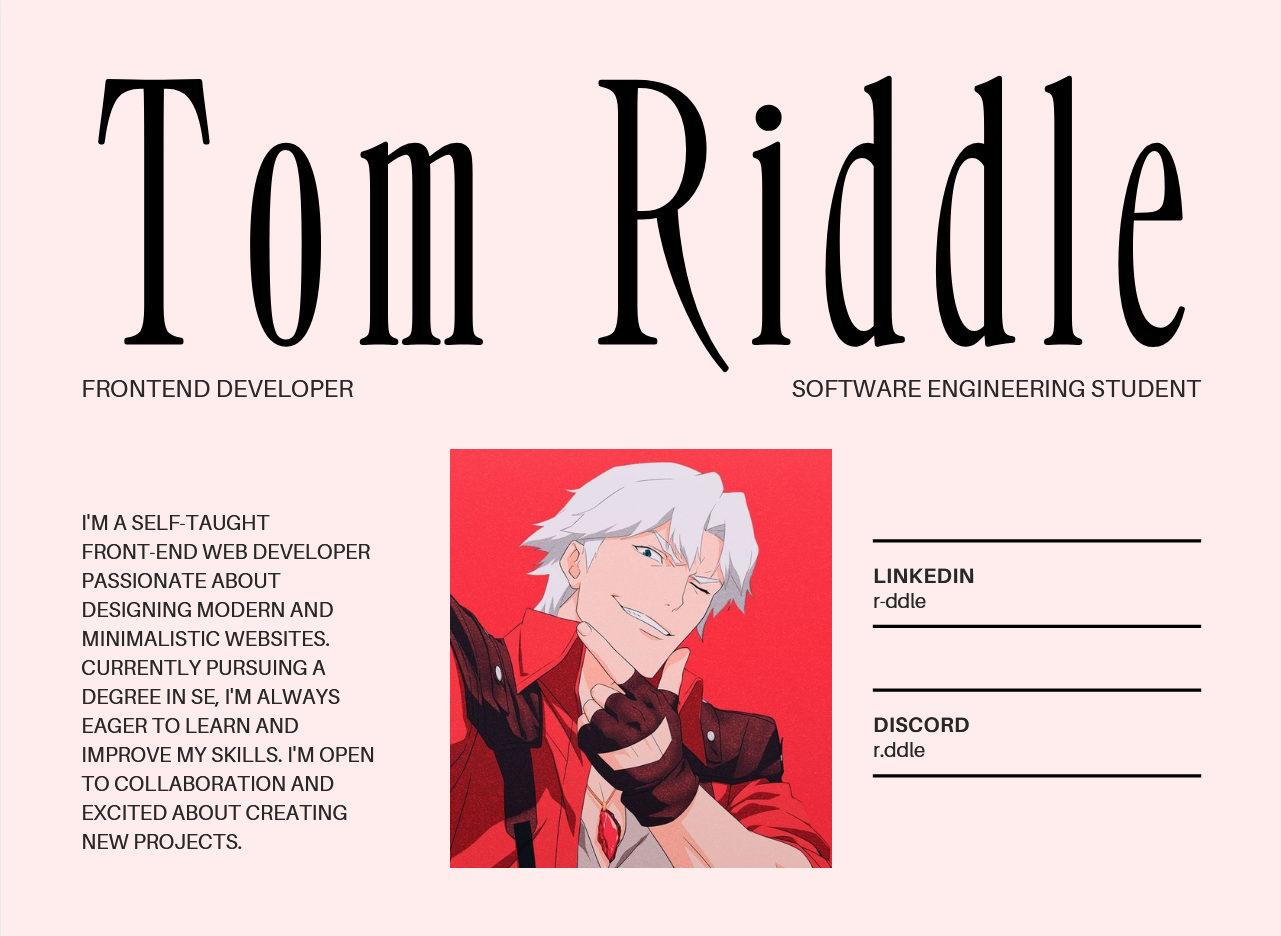 Tom Riddle
FRONTEND DEVELOPER
SOFTWARE ENGINEERING STUDENT
I'M A SELF-TAUGHT
FRONT-END WEB DEVELOPER
PASSIONATE ABOUT
DESIGNING MODERN AND
MINIMALISTIC WEBSITES.
CURRENTLY PURSUING A
DEGREE IN SE, I'M ALWAYS
EAGER TO LEARN AND
IMPROVE MY SKILLS. I'M OPEN
TO COLLABORATION AND
EXCITED ABOUT CREATING
NEW PROJECTS.
LINKEDIN
r-ddle
DISCORD
r.ddle